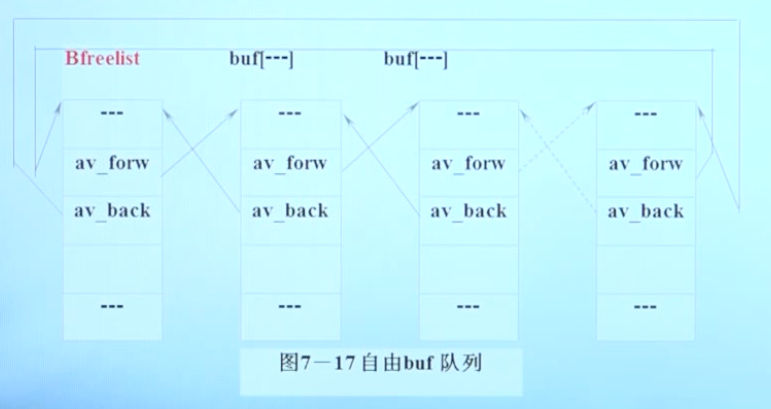 Bfreelist buf[---] buf[---]
--- --- --- ---
av_forw av_forw av_forw av_forw
av_back av_back av_back av_back
--- --- --- ---
图7－17自由buf 队列